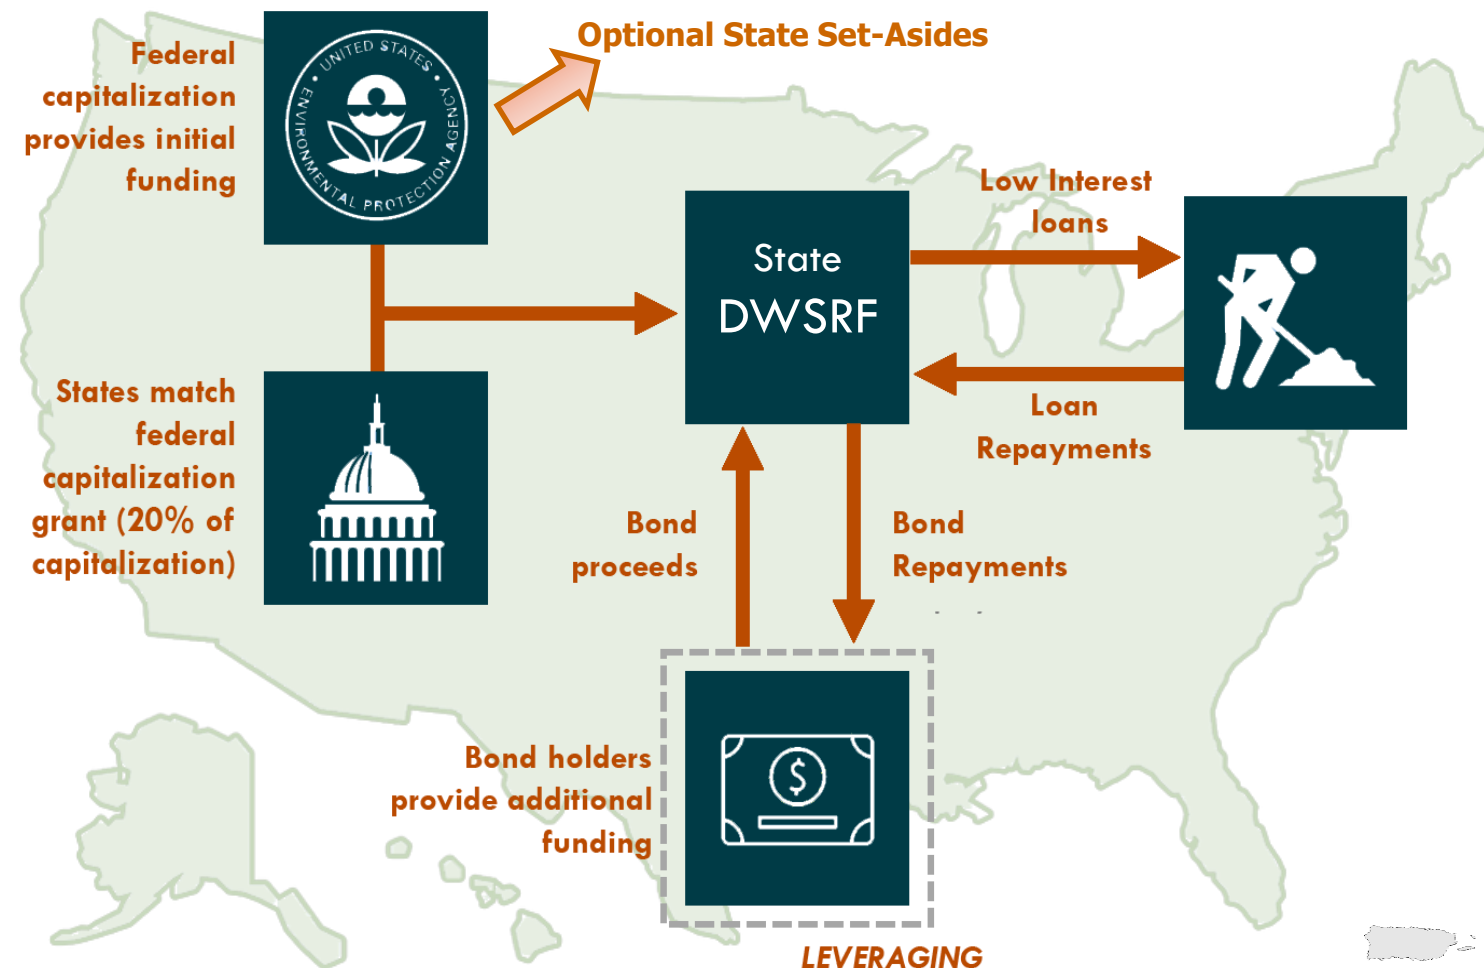 Optional State Set-Asides
Federal
capitalization
provides initial
funding
UNITED STATES
ENVIRONMENTAL PROTECTION AGENCY
Low Interest
loans
State
DWSRF
States match
federal
capitalization
grant (20% of
capitalization)
Loan
Repayments
Bond
proceeds
Bond
Repayments
Bond holders
provide additional
funding
$
LEVERAGING